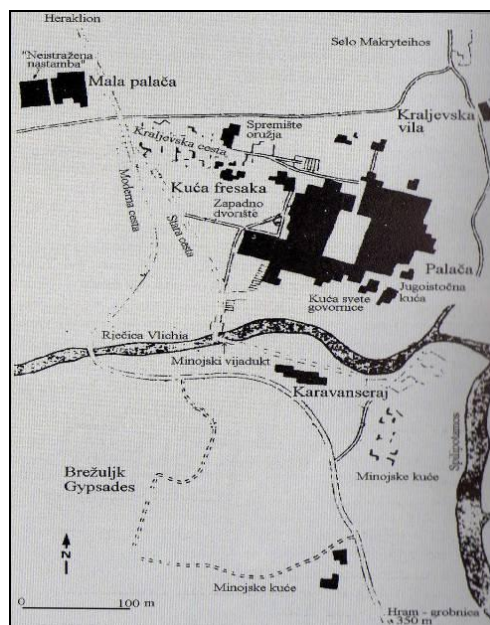 Heraklion
Selo Makryteihos
"Neistražena
nastamba"
Mala palača
Kraljevska
vila
Spremište
oružja
Kraljevska cesta
Kuća fresaka
Zapadno
dvorište
Moderna cesta
Stara cesta
Palača
Jugoistočna
kuća
Kuća svete
govornice
Rječica Vlichia
Minojski vijadukt
Karavanseraj
Brežuljk
Gypsades
Minojske kuće
N
Minojske kuće
0 100 m
Hram - grobnica
a 350 m